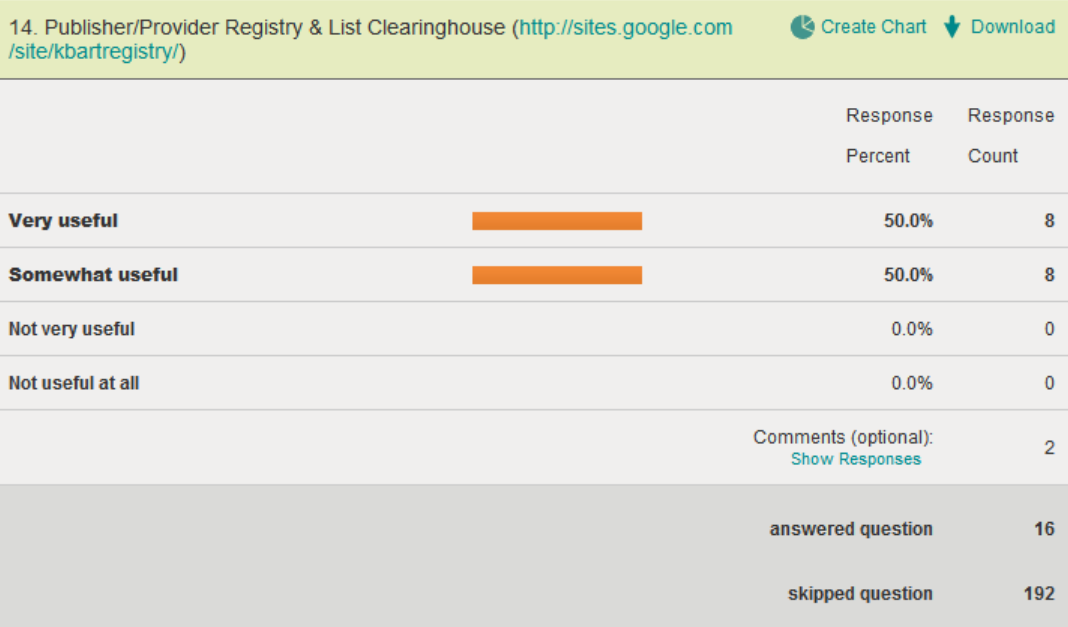 14. Publisher/Provider Registry & List Clearinghouse (http://sites.google.com
/site/kbartregistry/)
Create Chart Download
Response Response
Percent Count
Very useful 50.0% 8
Somewhat useful 50.0% 8
Not very useful 0.0% 0
Not useful at all 0.0% 0
Comments (optional):
Show Responses
2
answered question 16
skipped question 192